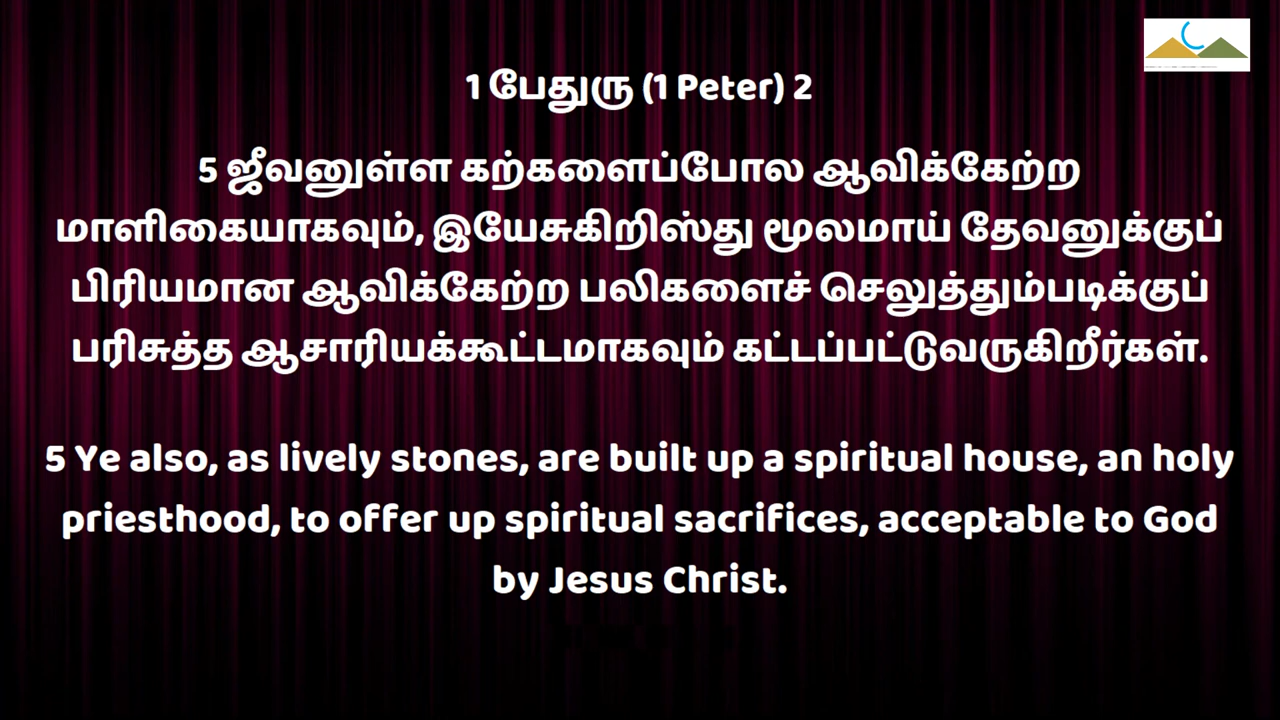 1 பேதுரு (1 Peter) 2
5 ஜீவனுள்ள கற்களைப்போல ஆவிக்கேற்ற
மாளிகையாகவும், இயேசுகிறிஸ்து மூலமாய் தேவனுக்குப்
பிரியமான ஆவிக்கேற்ற பலிகளைச் செலுத்தும்படிக்குப்
பரிசுத்த ஆசாரியக்கூட்டமாகவும் கட்டப்பட்டுவருகிறீர்கள்.
5 Ye also, as lively stones, are built up a spiritual house, an holy
priesthood, to offer up spiritual sacrifices, acceptable to God
by Jesus Christ.